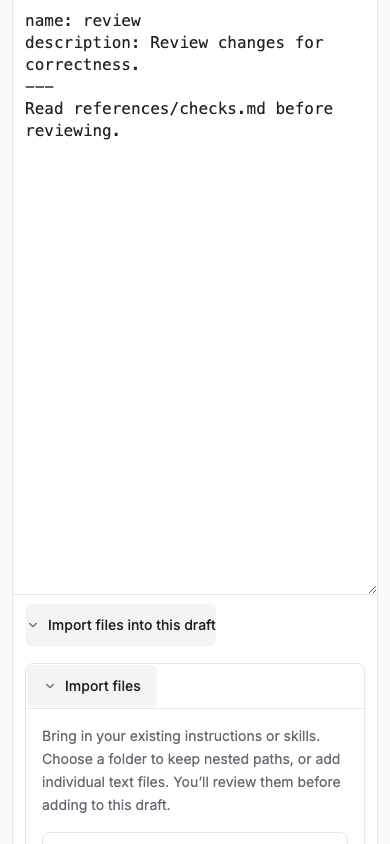 name: review
description: Review changes for
correctness.
---
Read references/checks.md before
reviewing.
Import files into this draft
Import files
Bring in your existing instructions or skills.
Choose a folder to keep nested paths, or add
individual text files. You’ll review them before
adding to this draft.